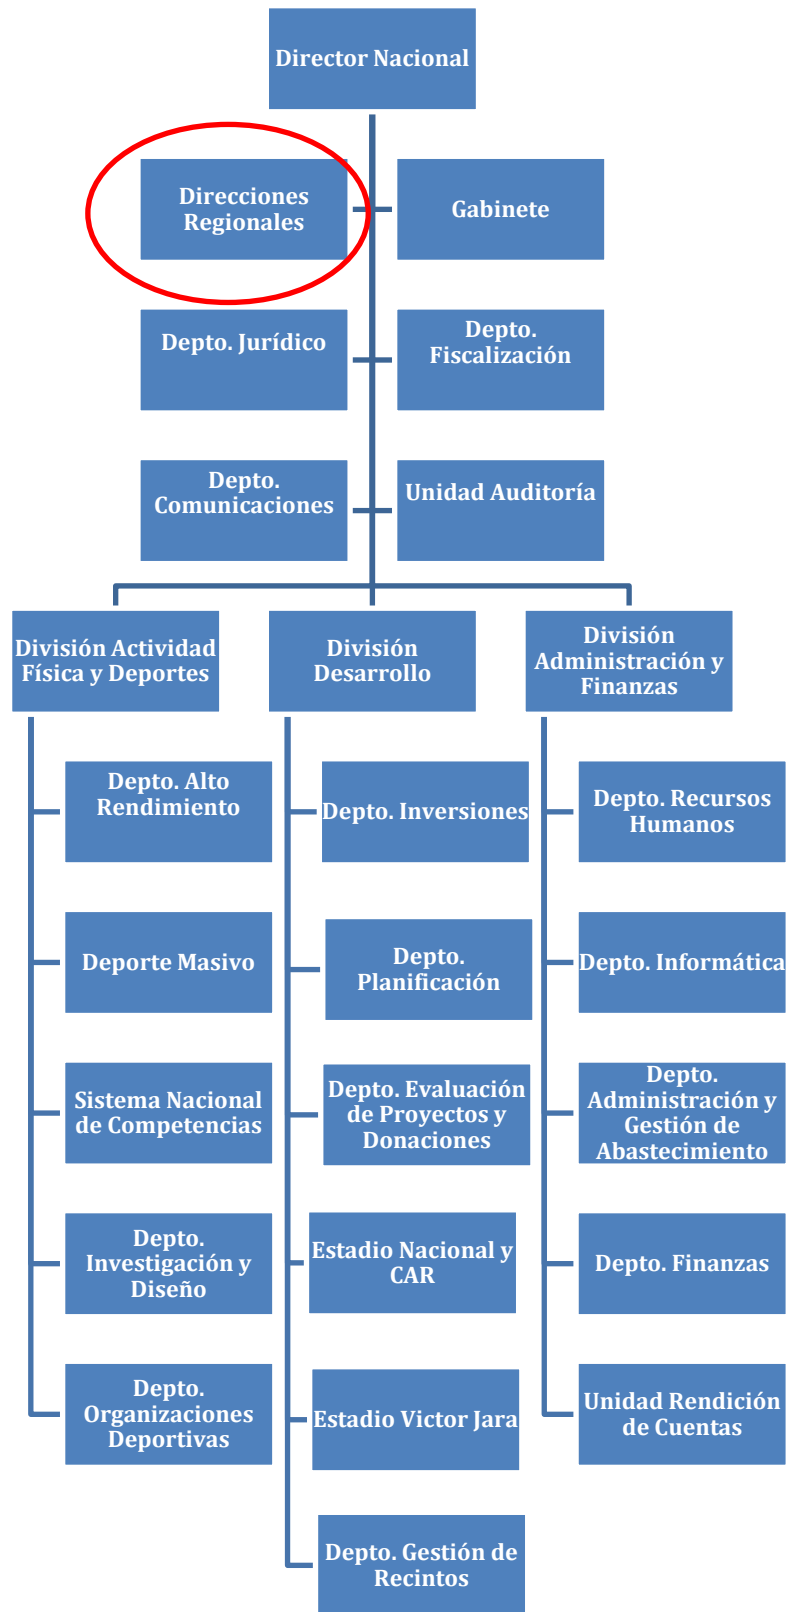 Director Nacional
Direcciones
Regionales
Gabinete
Depto. Jurídico
Depto.
Fiscalización
Depto.
Comunicaciones
Unidad Auditoría
División Actividad
Física y Deportes
División
Desarrollo
División
Administración y
Finanzas
Depto. Alto
Rendimiento
Deporte Masivo
Sistema Nacional
de Competencias
Depto.
Investigación y
Diseño
Depto.
Organizaciones
Deportivas
Depto. Inversiones
Depto.
Planificación
Depto. Evaluación
de Proyectos y
Donaciones
Estadio Nacional y
CAR
Estadio Victor Jara
Depto. Gestión de
Recintos
Depto. Recursos
Humanos
Depto. Informática
Depto.
Administración y
Gestión de
Abastecimiento
Depto. Finanzas
Unidad Rendición
de Cuentas